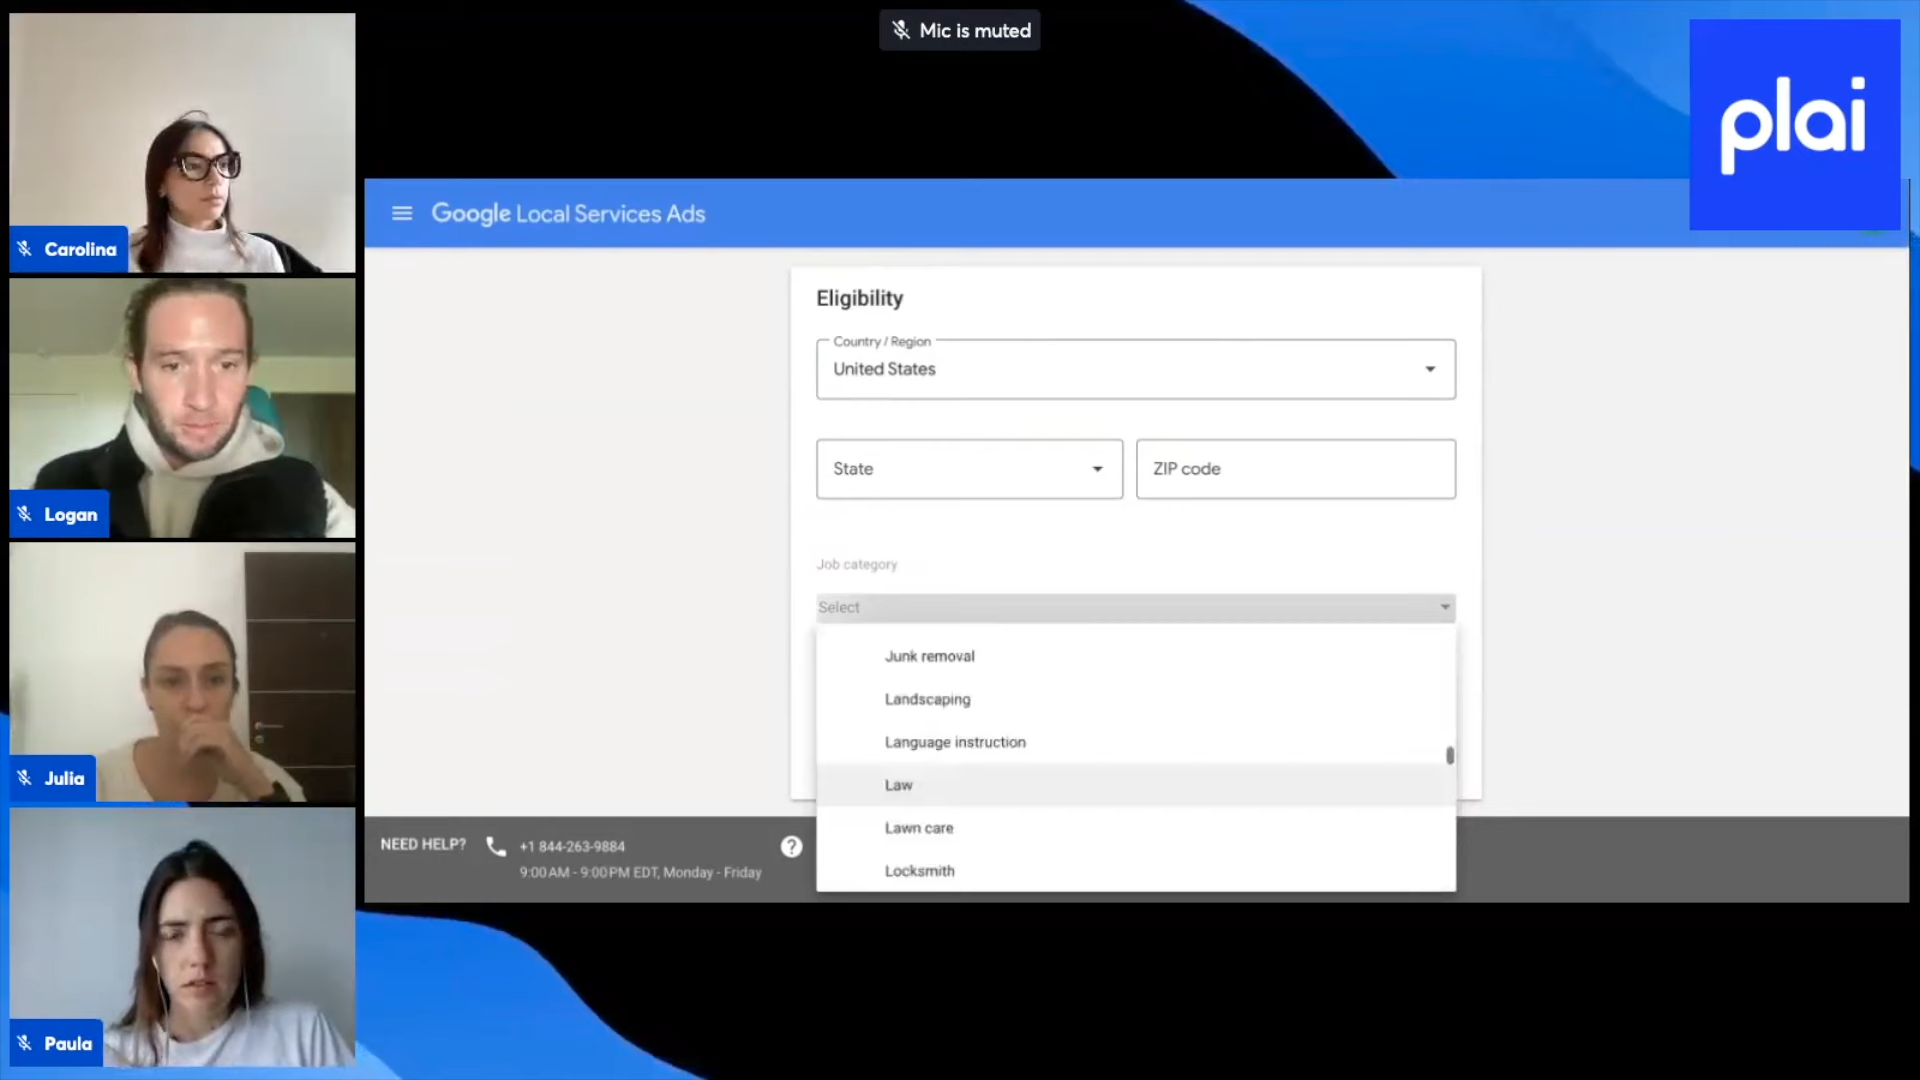 Mic is muted
plai
Carolina
Logan
Julia
Paula
Google Local Services Ads
Eligibility
Country / Region
United States
State
ZIP code
Job category
Select
Junk removal
Landscaping
Language instruction
Law
Lawn care
Locksmith
NEED HELP?
+1 844-263-9884
9:00 AM - 9:00 PM EDT, Monday - Friday
?